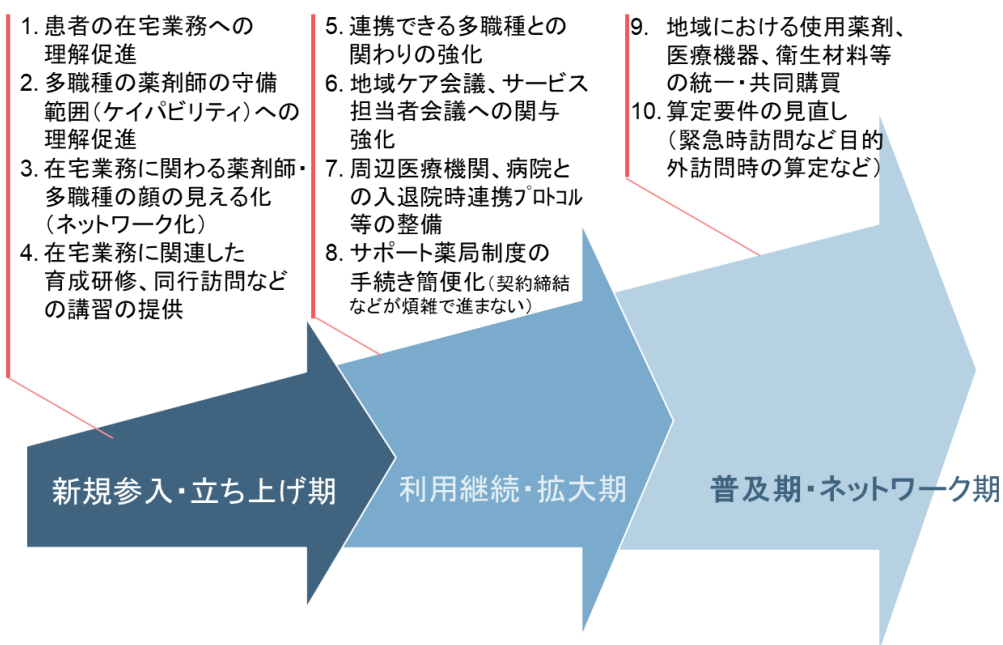 1. 患者の在宅業務への
理解促進
2. 多職種の薬剤師の守備
範囲(ケイパビリティ)への
理解促進
3. 在宅業務に関わる薬剤師・
多職種の顔の見える化
(ネットワーク化)
4. 在宅業務に関連した
育成研修、同行訪問など
の講習の提供
5. 連携できる多職種との
関わりの強化
6. 地域ケア会議、サービス
担当者会議への関与
強化
7. 周辺医療機関、病院と
の入退院時連携ﾌﾟﾛﾄｺﾙ
等の整備
8. サポート薬局制度の
手続き簡便化(契約締結
などが煩雑で進まない)
9. 地域における使用薬剤、
医療機器、衛生材料等
の統一・共同購買
10. 算定要件の見直し
(緊急時訪問など目的
外訪問時の算定など)
新規参入・立ち上げ期
利用継続・拡大期
普及期・ネットワーク期